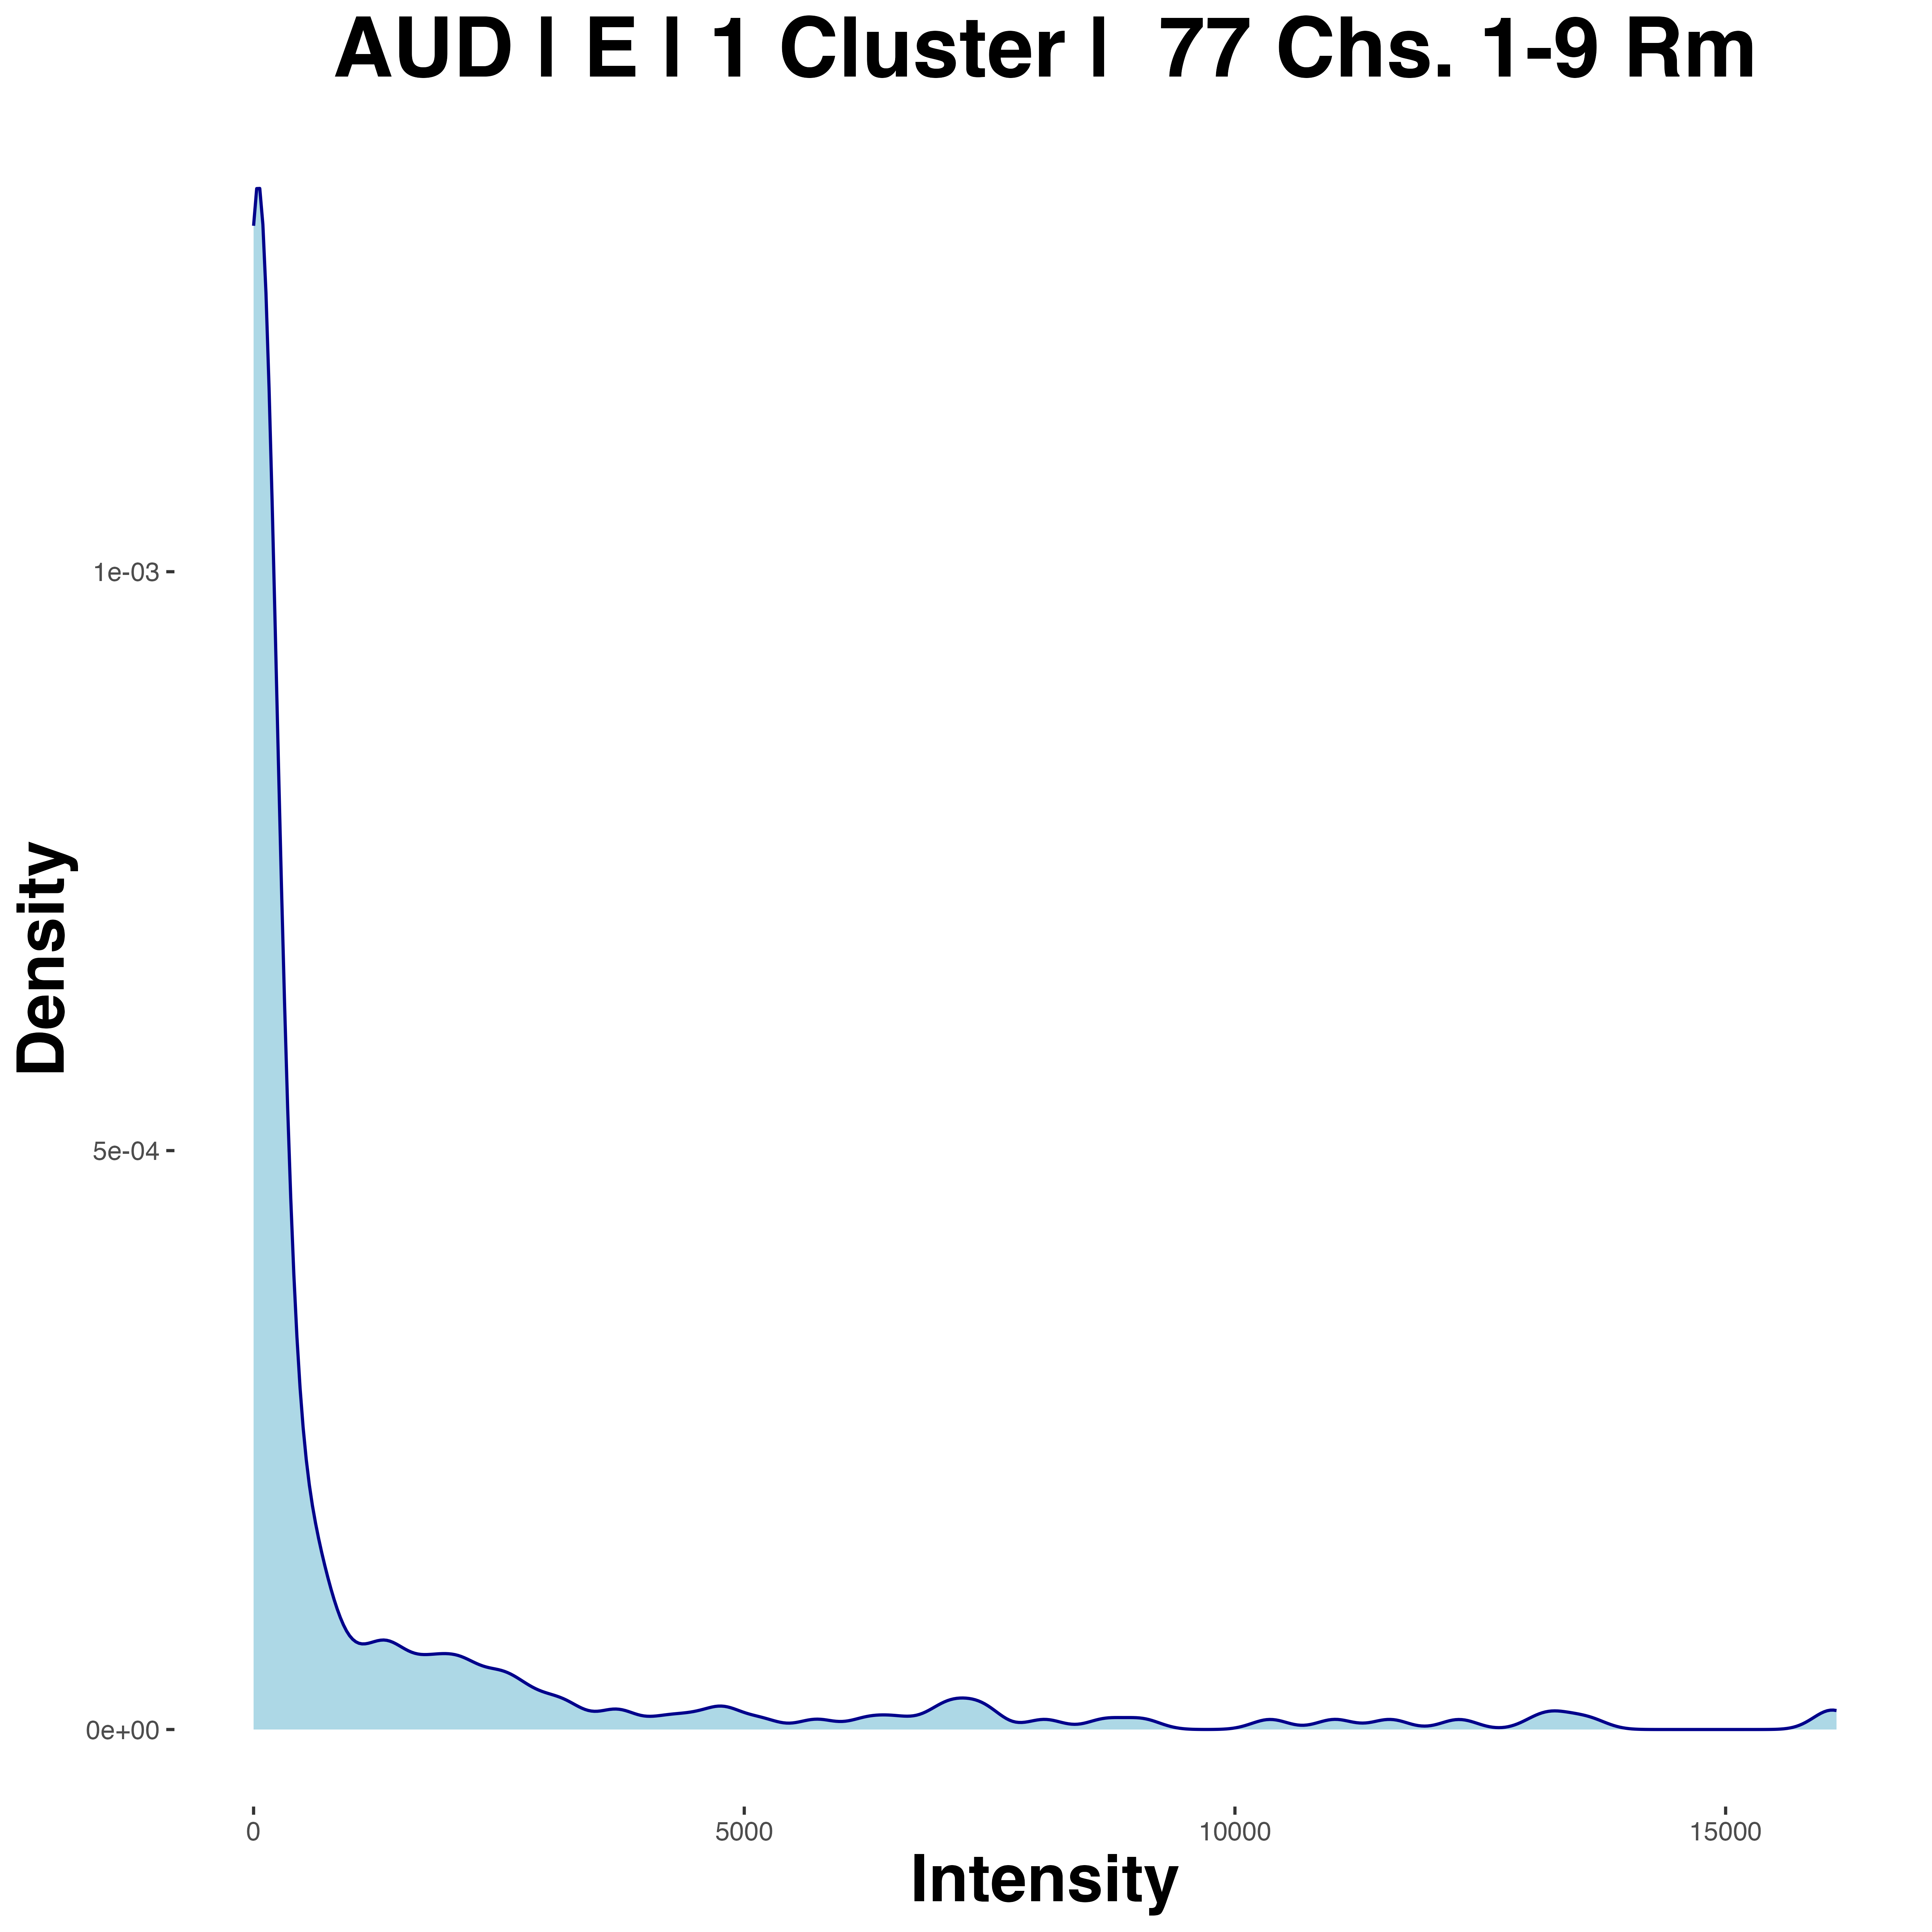 AUD | E | 1 Cluster | 77 Chs. 1-9 Rm
Density
1e-03
5e-04
0e+00
0 5000 10000 15000
Intensity